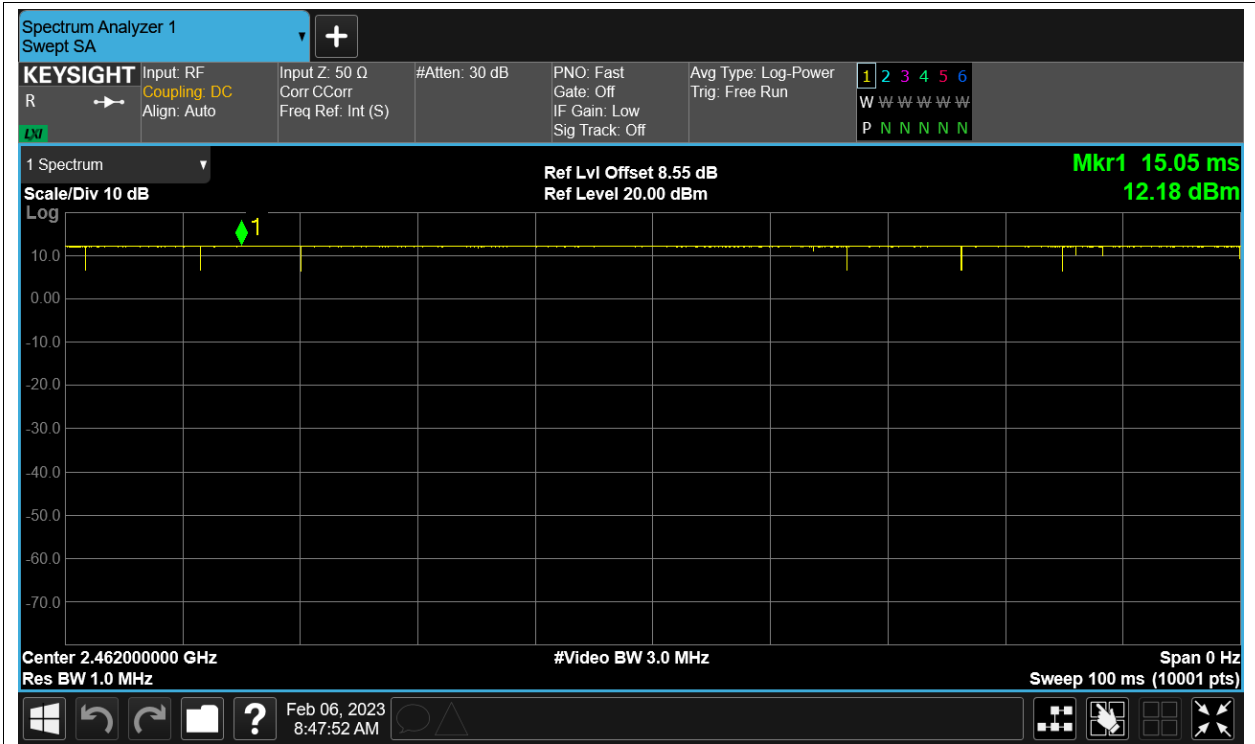 Spectrum Analyzer 1
Swept SA
KEYSIGHT
R
LXI
Input: RF
Coupling: DC
Align: Auto
Input Z: 50 Ω
Corr CCorr
Freq Ref: Int (S)
#Atten: 30 dB
PNO: Fast
Gate: Off
IF Gain: Low
Sig Track: Off
Avg Type: Log-Power
Trig: Free Run
1 2 3 4 5 6
W W W W W W
P N N N N N
1 Spectrum
Scale/Div 10 dB
Ref Lvl Offset 8.55 dB
Ref Level 20.00 dBm
Mkr1 15.05 ms
12.18 dBm
Log
1
10.0
0.00
-10.0
-20.0
-30.0
-40.0
-50.0
-60.0
-70.0
Center 2.462000000 GHz
#Video BW 3.0 MHz
Span 0 Hz
Res BW 1.0 MHz
Sweep 100 ms (10001 pts)
?
Feb 06, 2023
8:47:52 AM